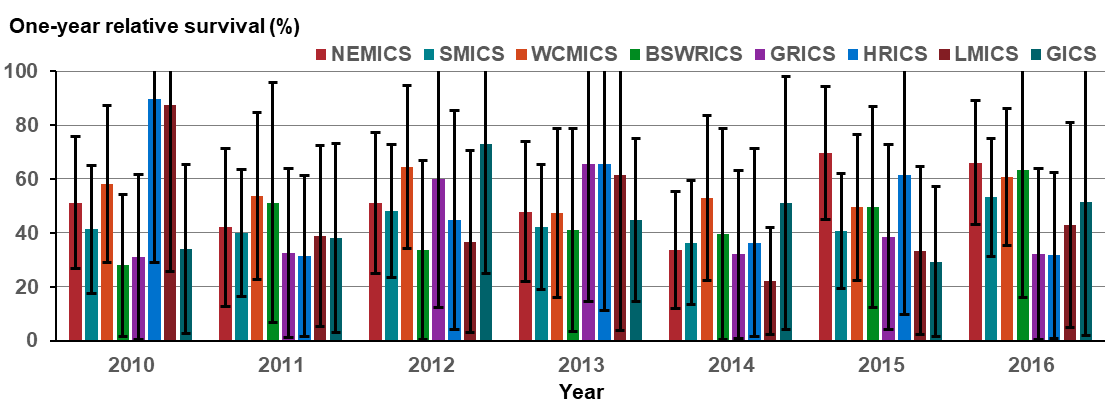 One-year relative survival (%)
NEMICS SMICS WCMICS BSWRICS GRICS HRICS LMICS GICS
100
80
60
40
20
0
2010 2011 2012 2013 2014 2015 2016
Year